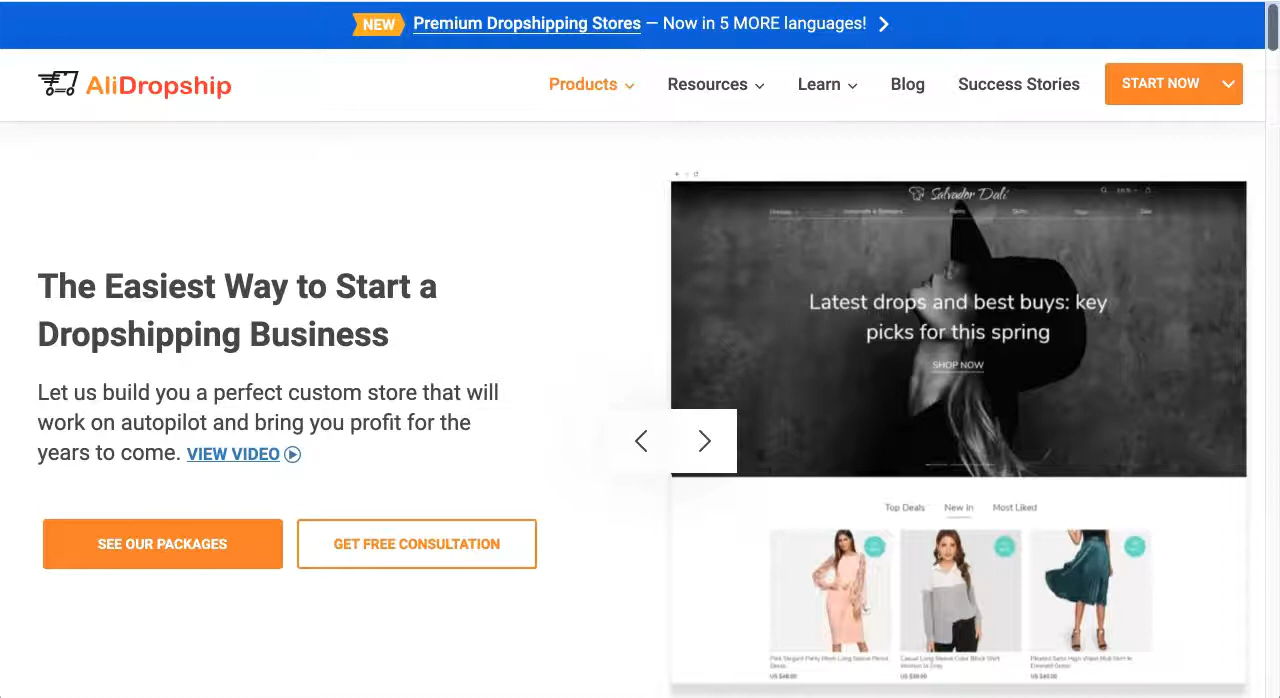 NEW Premium Dropshipping Stores — Now in 5 MORE languages!
AliDropship
Products Resources Learn Blog Success Stories START NOW
The Easiest Way to Start a
Dropshipping Business
Let us build you a perfect custom store that will
work on autopilot and bring you profit for the
years to come. VIEW VIDEO
SEE OUR PACKAGES GET FREE CONSULTATION
Salvador Dali
Latest drops and best buys: key
picks for this spring
SHOP NOW
Top Deals New In Most Liked